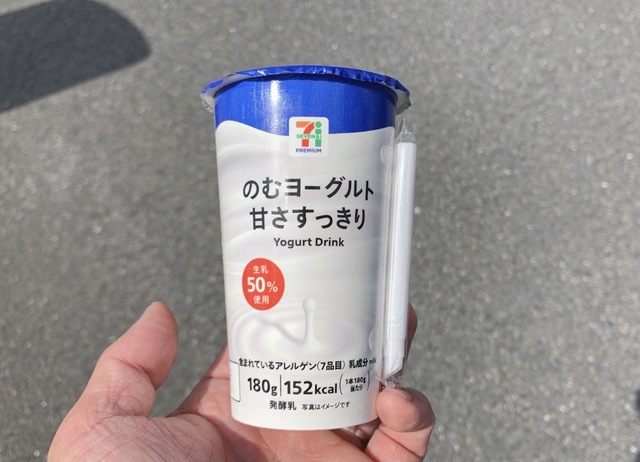 7i
SEVEN&i
PREMIUM
のむヨーグルト
甘さすっきり
Yogurt Drink
生乳
50%
使用
含まれているアレルゲン(7品目) 乳成分 milk
180g 152kcal (1本180g当たり)
発酵乳 写真はイメージです